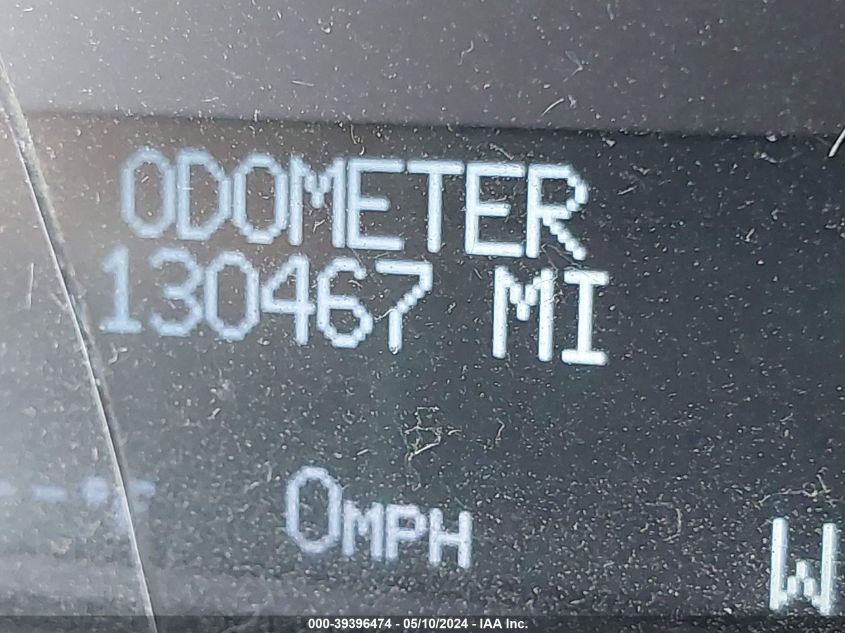 ODOMETER
130467 MI
--°F 0MPH W
000-39396474 - 05/10/2024 - IAA Inc.